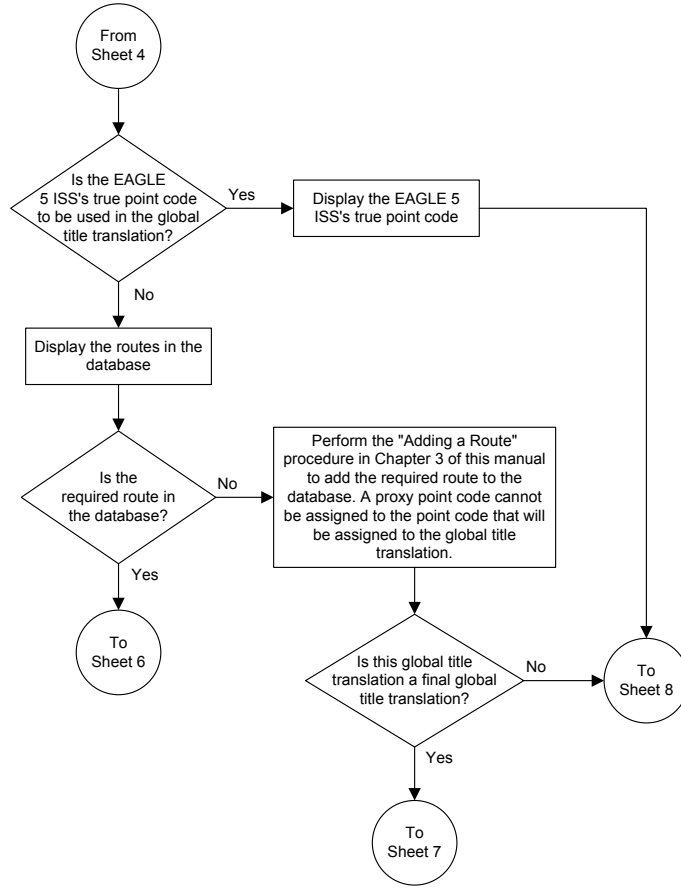 From
Sheet 4
Is the EAGLE
5 ISS's true point code
to be used in the global
title translation?
Yes
Display the EAGLE 5
ISS's true point code
No
Display the routes in the
database
Is the
required route in
the database?
No
Perform the "Adding a Route"
procedure in Chapter 3 of this manual
to add the required route to the
database. A proxy point code cannot
be assigned to the point code that will
be assigned to the global title
translation.
Yes
To
Sheet 6
Is this global title
translation a final global
title translation?
No
To
Sheet 8
Yes
To
Sheet 7